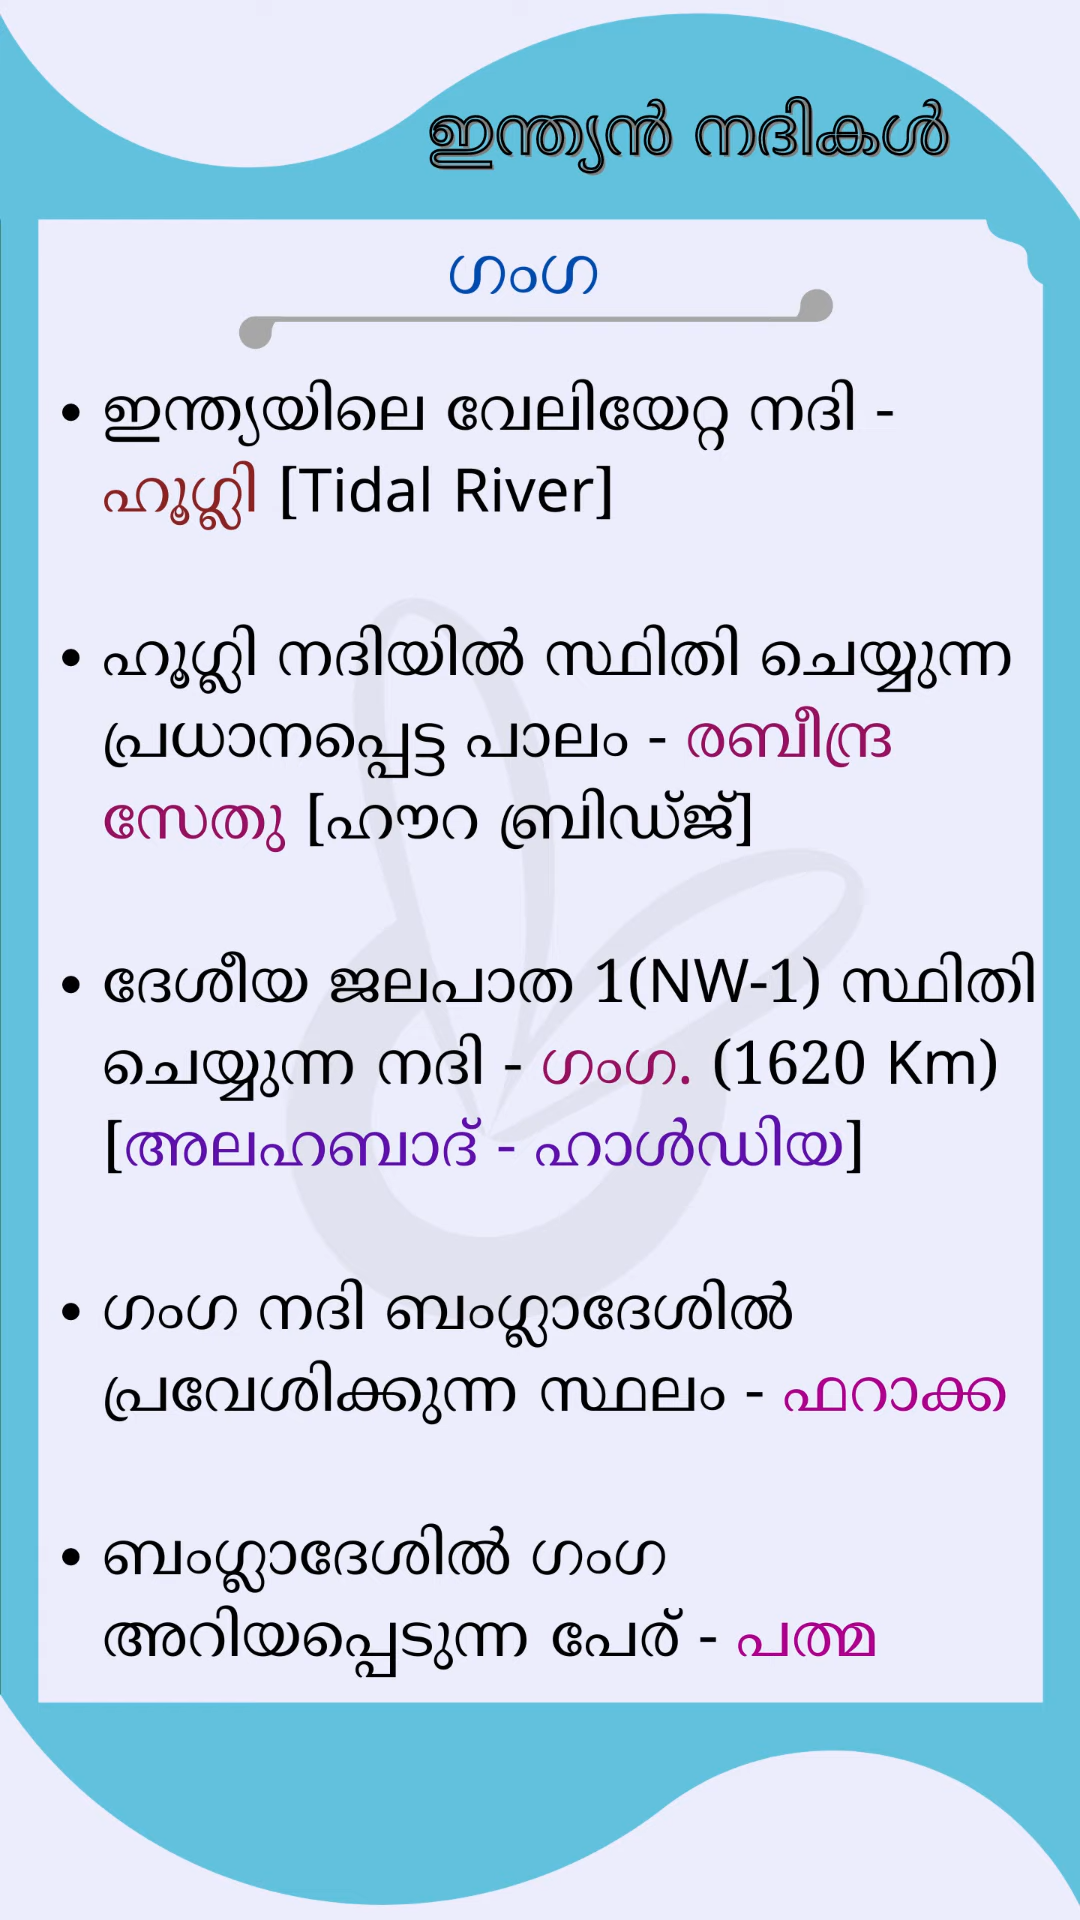 ഇന്ത്യൻ നദികൾ
ഗംഗ
• ഇന്ത്യയിലെ വേലിയേറ്റ നദി -
ഹൂഗ്ലി [Tidal River]
• ഹൂഗ്ലി നദിയിൽ സ്ഥിതി ചെയ്യുന്ന
പ്രധാനപ്പെട്ട പാലം - രബീന്ദ്ര
സേതു [ഹൗറ ബ്രിഡ്ജ്]
• ദേശീയ ജലപാത 1(NW-1) സ്ഥിതി
ചെയ്യുന്ന നദി - ഗംഗ. (1620 Km)
[അലഹബാദ് - ഹാൾഡിയ]
• ഗംഗ നദി ബംഗ്ലാദേശിൽ
പ്രവേശിക്കുന്ന സ്ഥലം - ഫറാക്ക
• ബംഗ്ലാദേശിൽ ഗംഗ
അറിയപ്പെടുന്ന പേര് - പത്മ